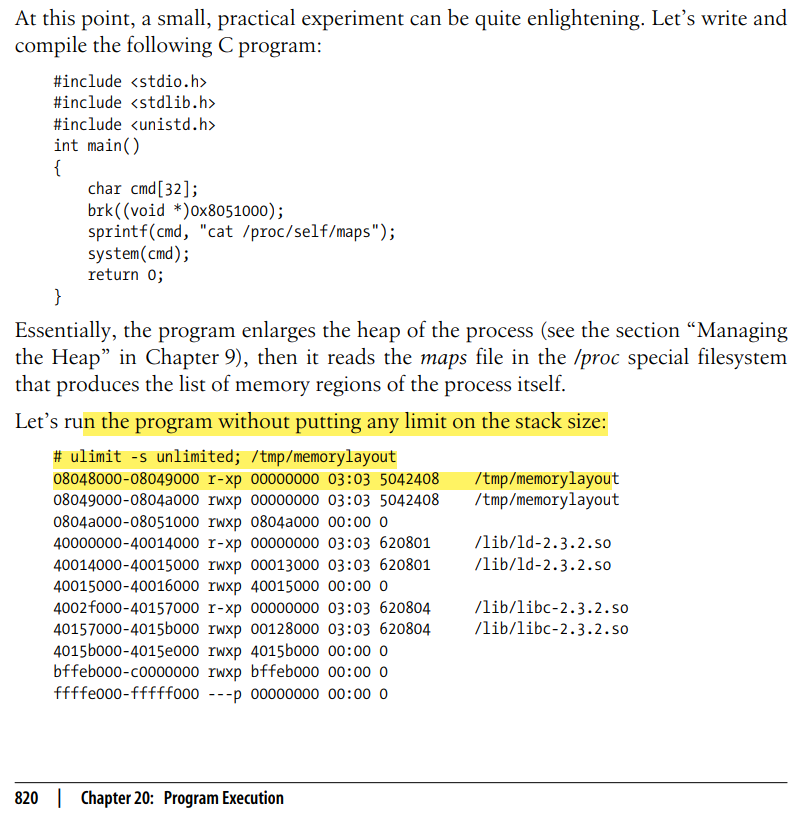 At this point, a small, practical experiment can be quite enlightening. Let’s write and
compile the following C program:
#include <stdio.h>
#include <stdlib.h>
#include <unistd.h>
int main()
{
    char cmd[32];
    brk((void *)0x8051000);
    sprintf(cmd, "cat /proc/self/maps");
    system(cmd);
    return 0;
}
Essentially, the program enlarges the heap of the process (see the section “Managing
the Heap” in Chapter 9), then it reads the maps file in the /proc special filesystem
that produces the list of memory regions of the process itself.
Let’s run the program without putting any limit on the stack size:
# ulimit -s unlimited; /tmp/memorylayout
08048000-08049000 r-xp 00000000 03:03 5042408    /tmp/memorylayout
08049000-0804a000 rwxp 00000000 03:03 5042408    /tmp/memorylayout
0804a000-08051000 rwxp 0804a000 00:00 0
40000000-40014000 r-xp 00000000 03:03 620801     /lib/ld-2.3.2.so
40014000-40015000 rwxp 00013000 03:03 620801     /lib/ld-2.3.2.so
40015000-40016000 rwxp 40015000 00:00 0
4002f000-40157000 r-xp 00000000 03:03 620804     /lib/libc-2.3.2.so
40157000-4015b000 rwxp 00128000 03:03 620804     /lib/libc-2.3.2.so
4015b000-4015e000 rwxp 4015b000 00:00 0
bffeb000-c0000000 rwxp bffeb000 00:00 0
ffffe000-fffff000 ---p 00000000 00:00 0
820 | Chapter 20: Program Execution